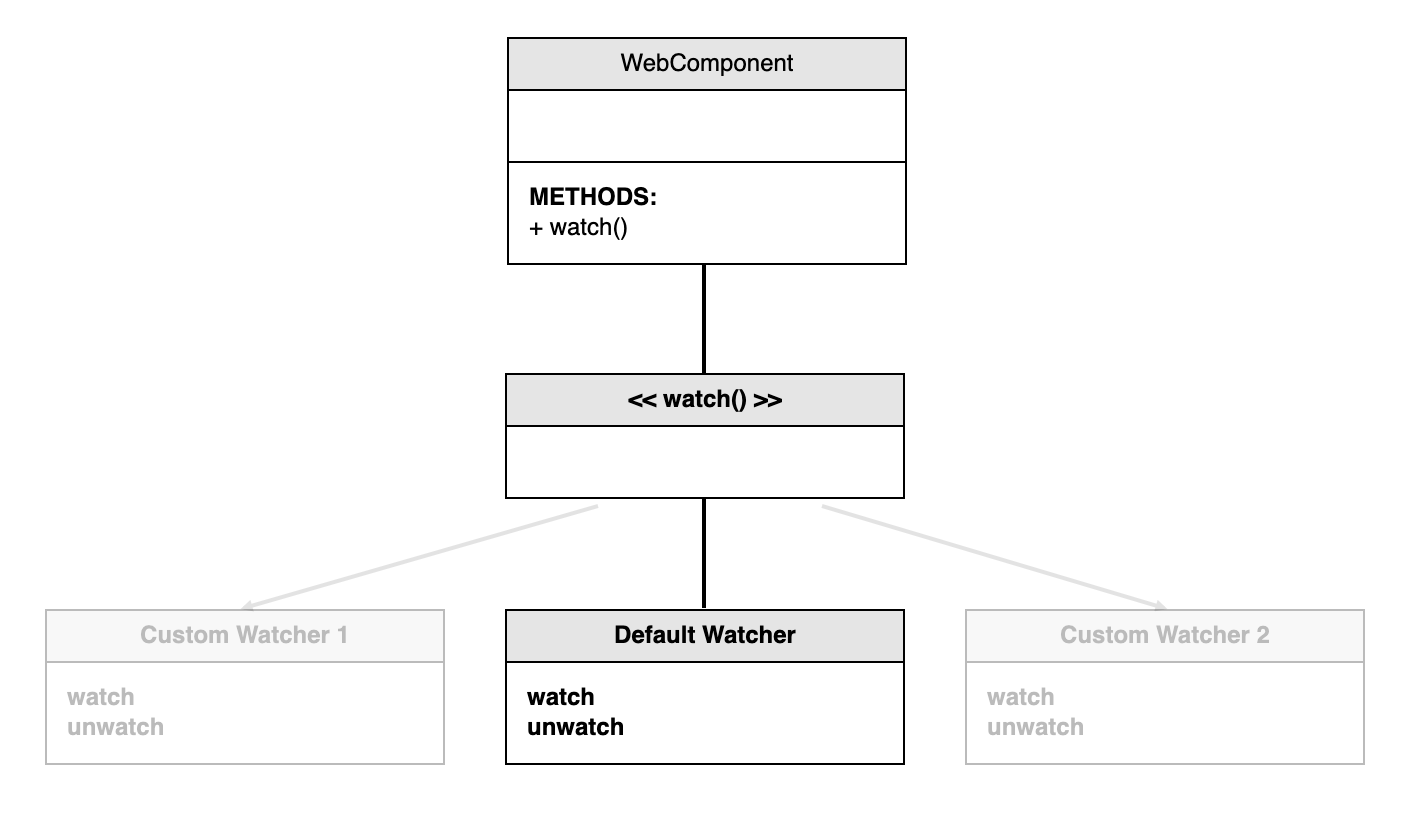 WebComponent
METHODS:
+ watch()
<< watch() >>
Custom Watcher 1
watch
unwatch
Default Watcher
watch
unwatch
Custom Watcher 2
watch
unwatch